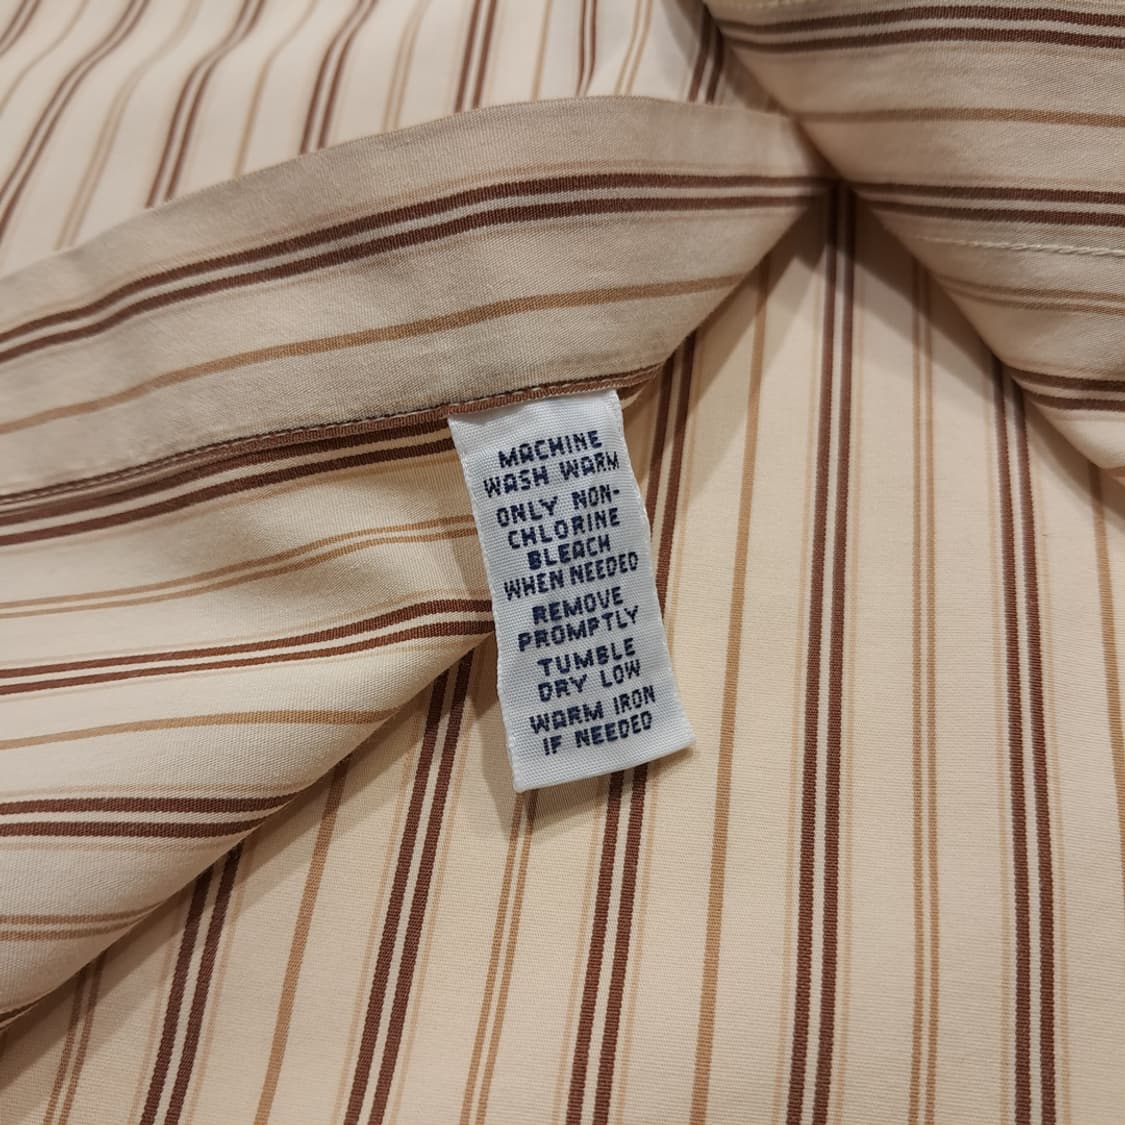 MACHINE
WASH WARM
ONLY NON-
CHLORINE
BLEACH
WHEN NEEDED
REMOVE
PROMPTLY
TUMBLE
DRY LOW
WARM IRON
IF NEEDED